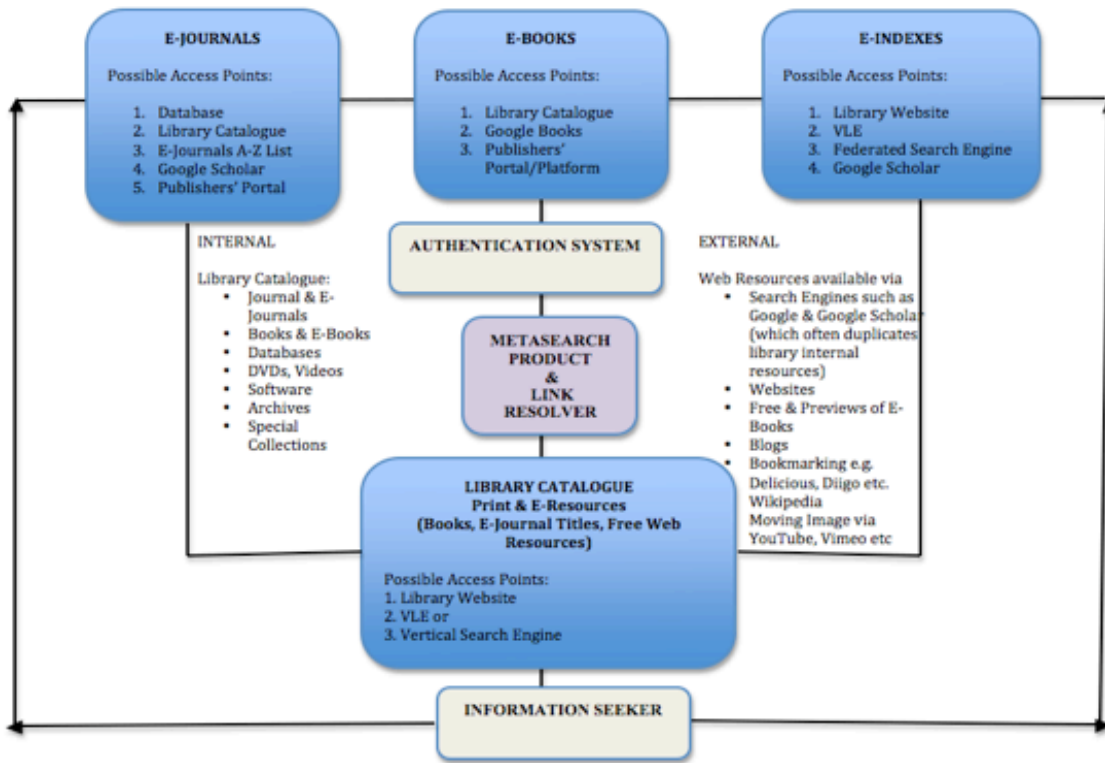 E-JOURNALS
Possible Access Points:
1. Database
2. Library Catalogue
3. E-Journals A-Z List
4. Google Scholar
5. Publishers' Portal
E-BOOKS
Possible Access Points:
1. Library Catalogue
2. Google Books
3. Publishers'
Portal/Platform
E-INDEXES
Possible Access Points:
1. Library Website
2. VLE
3. Federated Search Engine
4. Google Scholar
INTERNAL
Library Catalogue:
• Journal & E-
Journals
• Books & E-Books
• Databases
• DVDs, Videos
• Software
• Archives
• Special
Collections
AUTHENTICATION SYSTEM
METASEARCH
PRODUCT
&
LINK
RESOLVER
EXTERNAL
Web Resources available via
• Search Engines such as
Google & Google Scholar
(which often duplicates
library internal
resources)
• Websites
• Free & Previews of E-
Books
• Blogs
• Bookmarking e.g.
Delicious, Diigo etc.
Wikipedia
Moving Image via
YouTube, Vimeo etc
LIBRARY CATALOGUE
Print & E-Resources
(Books, E-Journal Titles, Free Web
Resources)
Possible Access Points:
1. Library Website
2. VLE or
3. Vertical Search Engine
INFORMATION SEEKER